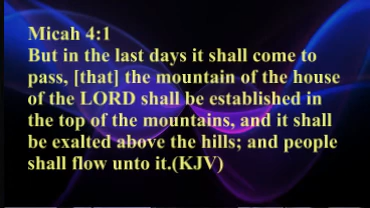 Micah 4:1
But in the last days it shall come to
pass, [that] the mountain of the house
of the LORD shall be established in
the top of the mountains, and it shall
be exalted above the hills; and people
shall flow unto it.(KJV)